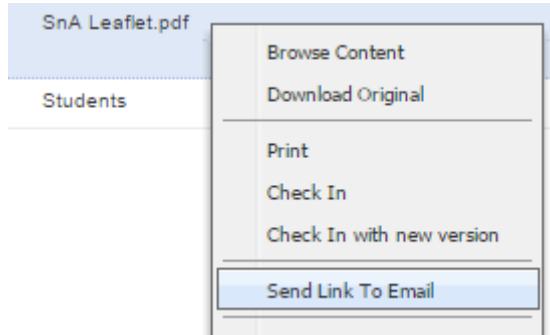 SnA Leaflet.pdf
Browse Content
Download Original
Students
Print
Check In
Check In with new version
Send Link To Email